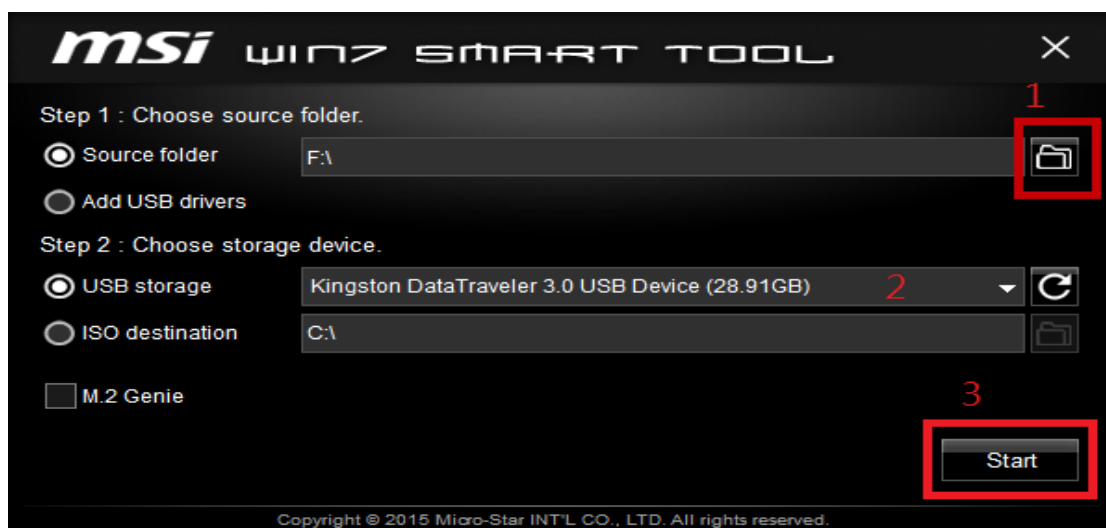 msi WIN7 SMART TOOL
Step 1 : Choose source folder.
1
Source folder F:\
Add USB drivers
Step 2 : Choose storage device.
USB storage Kingston DataTraveler 3.0 USB Device (28.91GB) 2
ISO destination C:\
M.2 Genie
3
Start
Copyright © 2015 Micro-Star INT'L CO., LTD. All rights reserved.